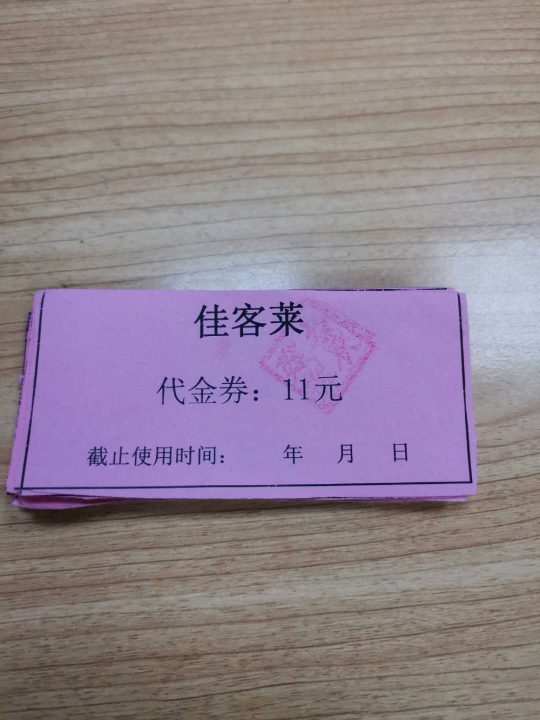 佳客莱
代金券：11元
截止使用时间： 年 月 日